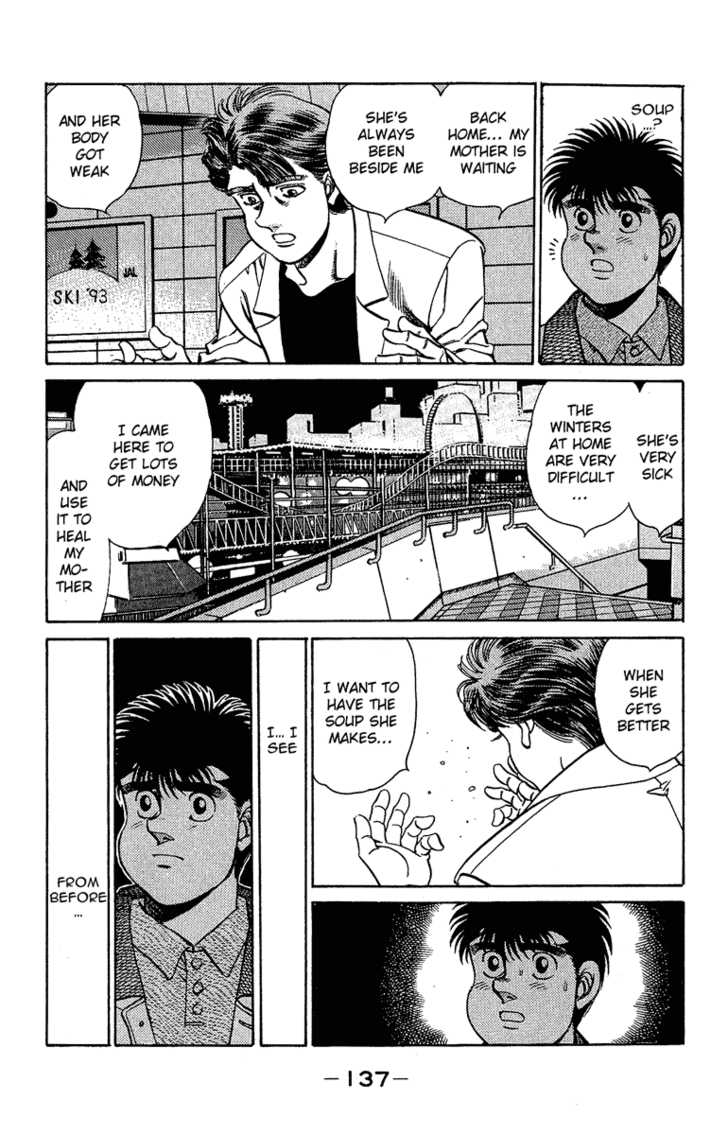 SOUP
...?
BACK
HOME... MY
MOTHER IS
WAITING
SHE'S
ALWAYS
BEEN
BESIDE ME
AND HER
BODY
GOT
WEAK
JAL
SKI '93
SHE'S
VERY
SICK
THE
WINTERS
AT HOME
ARE VERY
DIFFICULT
...
I CAME
HERE TO
GET LOTS
OF MONEY
AND
USE
IT TO
HEAL
MY
MO-
THER
WHEN
SHE
GETS
BETTER
I WANT TO
HAVE THE
SOUP SHE
MAKES...
I... I
SEE
FROM
BEFORE
...
—137—